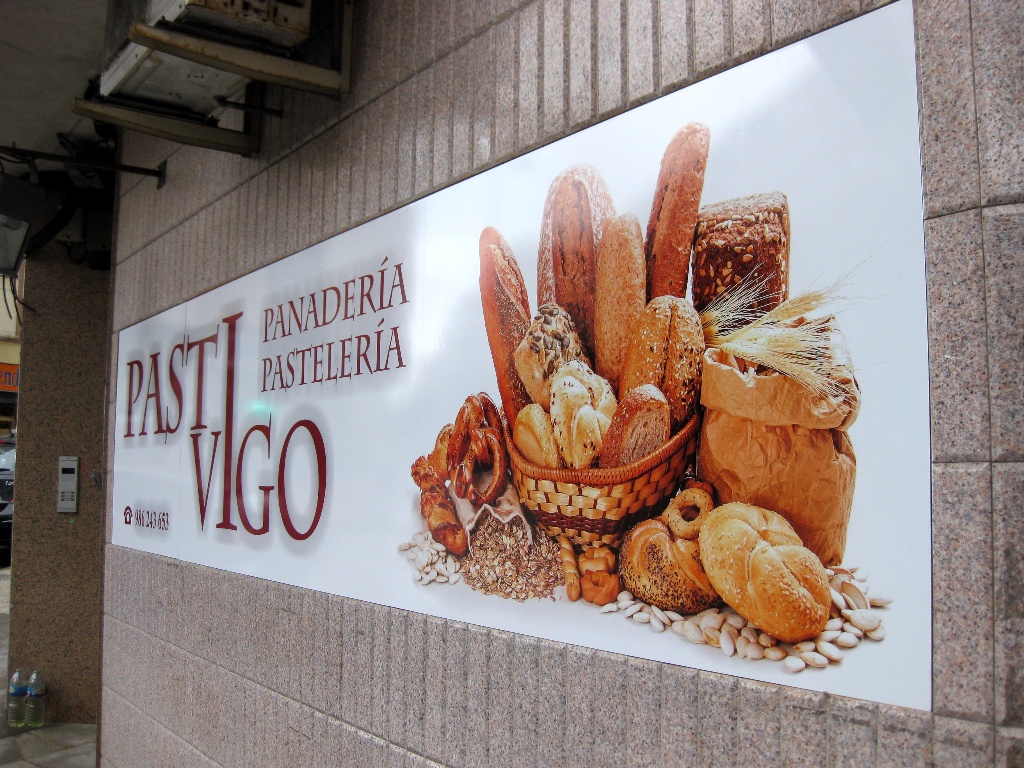 PASTI
VIGO
PANADERÍA
PASTELERÍA
☎ 986 243 653